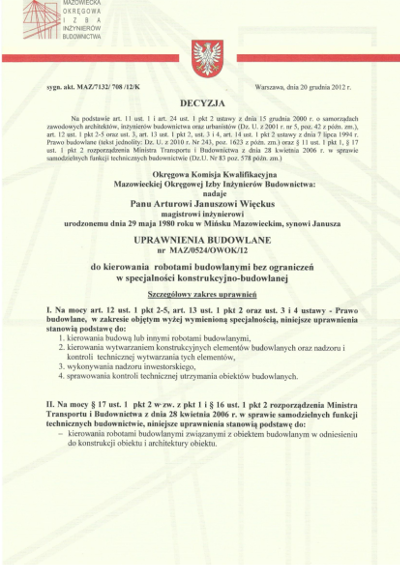 MAZOWIECKA
OKRĘGOWA
IZBA
INŻYNIERÓW
BUDOWNICTWA
sygn. akt. MAZ/7132/ 708 /12/K
Warszawa, dnia 20 grudnia 2012 r.
DECYZJA
Na podstawie art. 11 ust. 1 i art. 24 ust. 1 pkt 2 ustawy z dnia 15 grudnia 2000 r. o samorządach
zawodowych architektów, inżynierów budownictwa oraz urbanistów (Dz. U. z 2001 r. nr 5, poz. 42 z późn. zm.),
art. 12 ust. 1 pkt 2-5 oraz ust. 3, art. 13 ust. 1 pkt 2, ust. 3 i 4, art. 14 ust. 1 pkt 2 ustawy z dnia 7 lipca 1994 r.
Prawo budowlane (tekst jednolity: Dz. U. z 2010 r. Nr 243, poz. 1623 z późn. zm.) oraz § 11 ust. 1 pkt 1, § 17
ust. 1 pkt 2 rozporządzenia Ministra Transportu i Budownictwa z dnia 28 kwietnia 2006 r. w sprawie
samodzielnych funkcji technicznych budownictwie (Dz.U. Nr 83 poz. 578 późn. zm.)
Okręgowa Komisja Kwalifikacyjna
Mazowieckiej Okręgowej Izby Inżynierów Budownictwa:
nadaje
Panu Arturowi Januszowi Więckus
magistrowi inżynierowi
urodzonemu dnia 29 maja 1980 roku w Mińsku Mazowieckim, synowi Janusza
UPRAWNIENIA BUDOWLANE
nr MAZ/0524/OWOK/12
do kierowania robotami budowlanymi bez ograniczeń
w specjalności konstrukcyjno-budowlanej
Szczegółowy zakres uprawnień
I. Na mocy art. 12 ust. 1 pkt 2-5, art. 13 ust. 1 pkt 2 oraz ust. 3 i 4 ustawy - Prawo
budowlane, w zakresie objętym wyżej wymienioną specjalnością, niniejsze uprawnienia
stanowią podstawę do:
1. kierowania budową lub innymi robotami budowlanymi,
2. kierowania wytwarzaniem konstrukcyjnych elementów budowlanych oraz nadzoru i
kontroli technicznej wytwarzania tych elementów,
3. wykonywania nadzoru inwestorskiego,
4. sprawowania kontroli technicznej utrzymania obiektów budowlanych.
II. Na mocy § 17 ust. 1 pkt 2 w zw. z pkt 1 i § 16 ust. 1 pkt 2 rozporządzenia Ministra
Transportu i Budownictwa z dnia 28 kwietnia 2006 r. w sprawie samodzielnych funkcji
technicznych budownictwie, niniejsze uprawnienia stanowią podstawę do:
– kierowania robotami budowlanymi związanymi z obiektem budowlanym w odniesieniu
do konstrukcji obiektu i architektury obiektu.